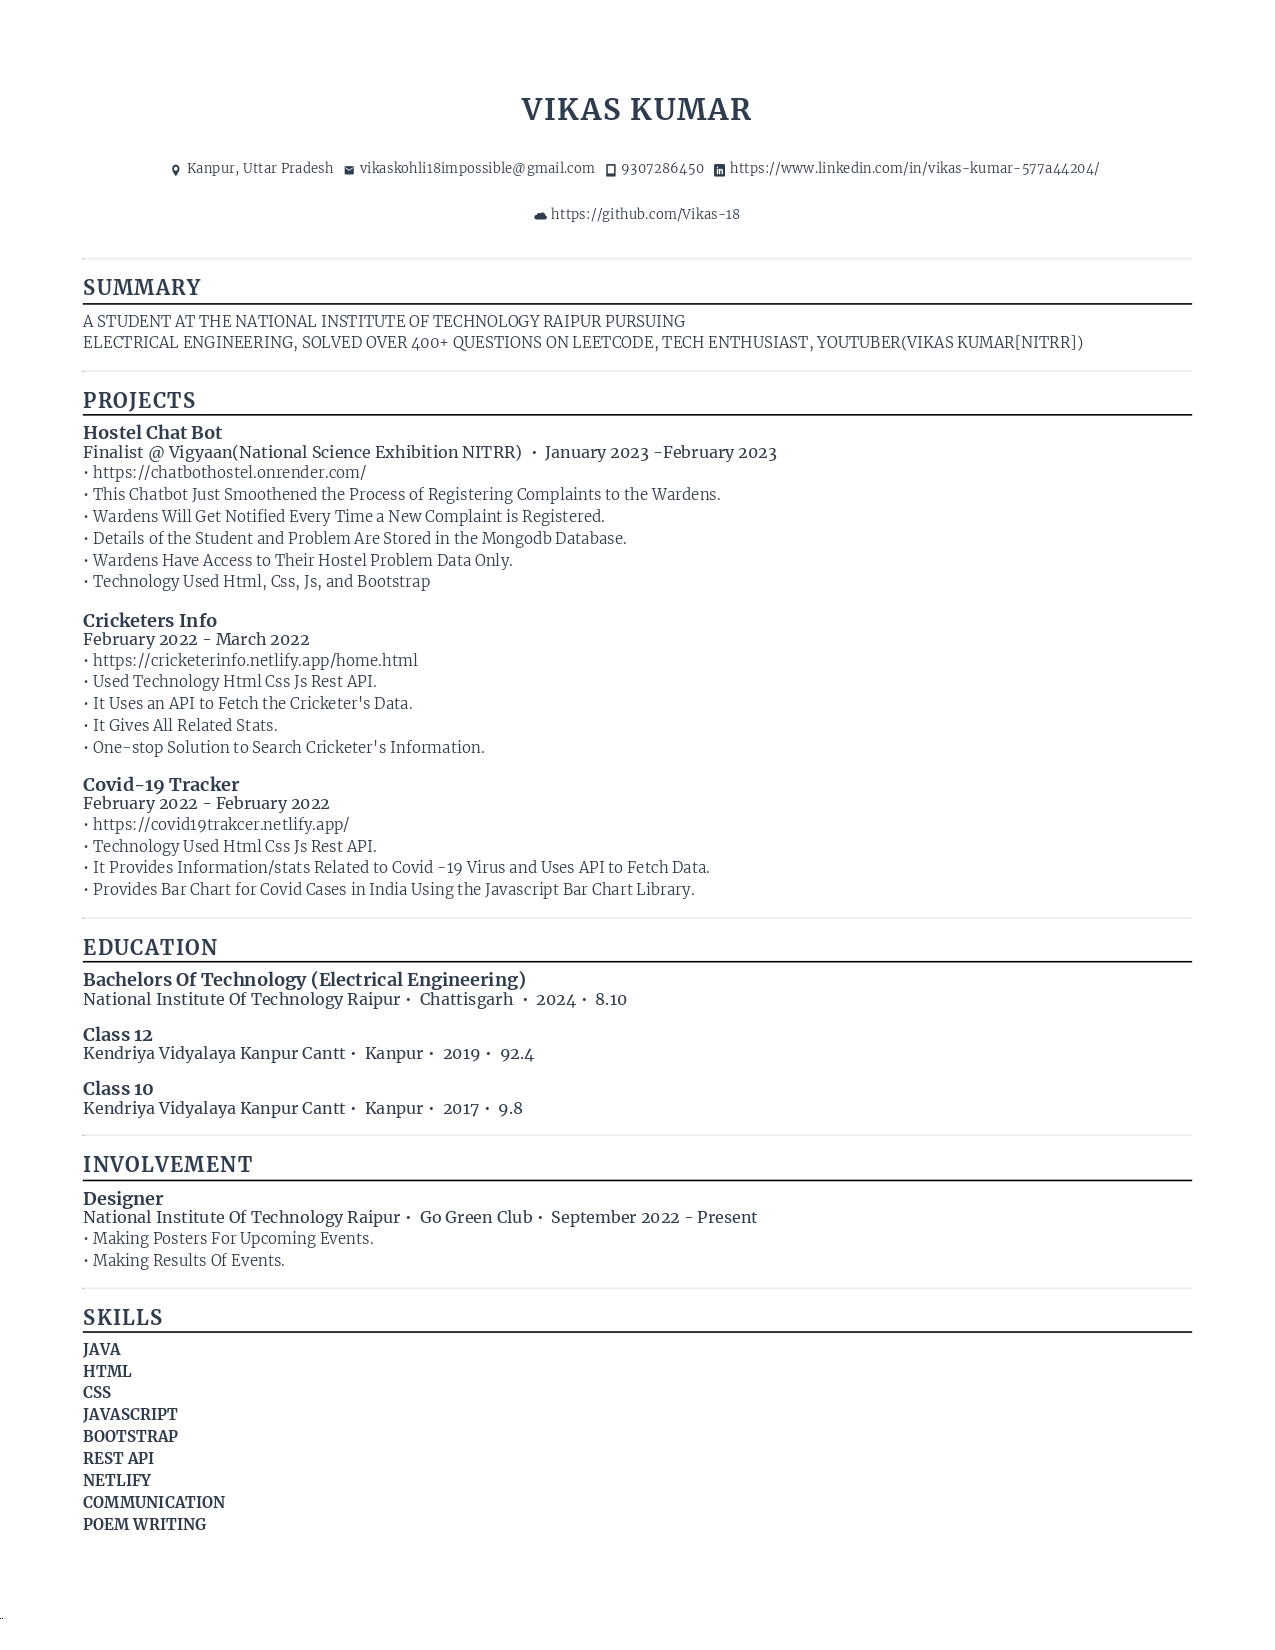 VIKAS KUMAR
Kanpur, Uttar Pradesh vikaskohli18impossible@gmail.com 9307286450 https://www.linkedin.com/in/vikas-kumar-577a44204/
https://github.com/Vikas-18
SUMMARY
A STUDENT AT THE NATIONAL INSTITUTE OF TECHNOLOGY RAIPUR PURSUING
ELECTRICAL ENGINEERING, SOLVED OVER 400+ QUESTIONS ON LEETCODE, TECH ENTHUSIAST, YOUTUBER(VIKAS KUMAR[NITRR])
PROJECTS
Hostel Chat Bot
Finalist @ Vigyaan(National Science Exhibition NITRR) • January 2023 -February 2023
• https://chatbothostel.onrender.com/
• This Chatbot Just Smoothened the Process of Registering Complaints to the Wardens.
• Wardens Will Get Notified Every Time a New Complaint is Registered.
• Details of the Student and Problem Are Stored in the Mongodb Database.
• Wardens Have Access to Their Hostel Problem Data Only.
• Technology Used Html, Css, Js, and Bootstrap
Cricketers Info
February 2022 - March 2022
• https://cricketerinfo.netlify.app/home.html
• Used Technology Html Css Js Rest API.
• It Uses an API to Fetch the Cricketer's Data.
• It Gives All Related Stats.
• One-stop Solution to Search Cricketer's Information.
Covid-19 Tracker
February 2022 - February 2022
• https://covid19trakcer.netlify.app/
• Technology Used Html Css Js Rest API.
• It Provides Information/stats Related to Covid -19 Virus and Uses API to Fetch Data.
• Provides Bar Chart for Covid Cases in India Using the Javascript Bar Chart Library.
EDUCATION
Bachelors Of Technology (Electrical Engineering)
National Institute Of Technology Raipur • Chattisgarh • 2024 • 8.10
Class 12
Kendriya Vidyalaya Kanpur Cantt • Kanpur • 2019 • 92.4
Class 10
Kendriya Vidyalaya Kanpur Cantt • Kanpur • 2017 • 9.8
INVOLVEMENT
Designer
National Institute Of Technology Raipur • Go Green Club • September 2022 - Present
• Making Posters For Upcoming Events.
• Making Results Of Events.
SKILLS
JAVA
HTML
CSS
JAVASCRIPT
BOOTSTRAP
REST API
NETLIFY
COMMUNICATION
POEM WRITING